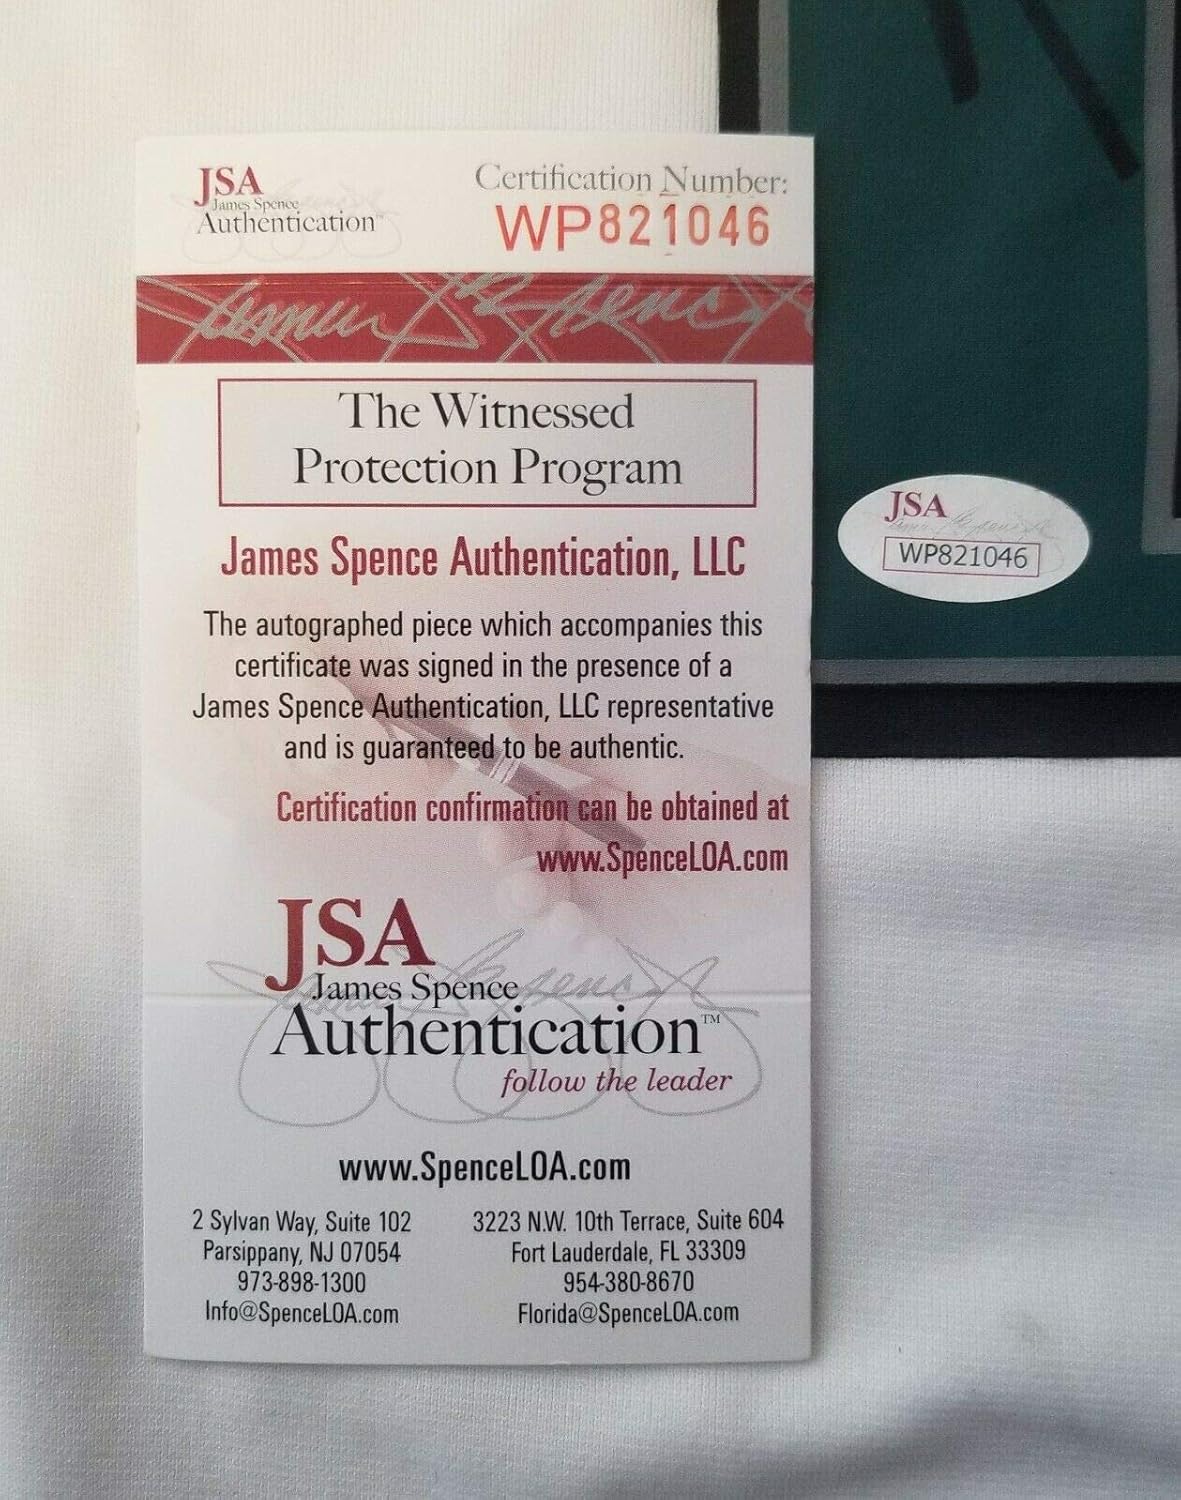 JSA
James Spence
Authentication™
Certification Number:
WP821046
The Witnessed
Protection Program
James Spence Authentication, LLC
The autographed piece which accompanies this
certificate was signed in the presence of a
James Spence Authentication, LLC representative
and is guaranteed to be authentic.
Certification confirmation can be obtained at
www.SpenceLOA.com
JSA
James Spence
Authentication™
follow the leader
www.SpenceLOA.com
2 Sylvan Way, Suite 102
Parsippany, NJ 07054
973-898-1300
Info@SpenceLOA.com
3223 N.W. 10th Terrace, Suite 604
Fort Lauderdale, FL 33309
954-380-8670
Florida@SpenceLOA.com
JSA
WP821046